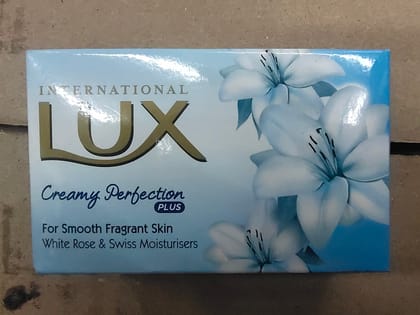 INTERNATIONAL
LUX
Creamy Perfection
PLUS
For Smooth Fragrant Skin
White Rose & Swiss Moisturisers